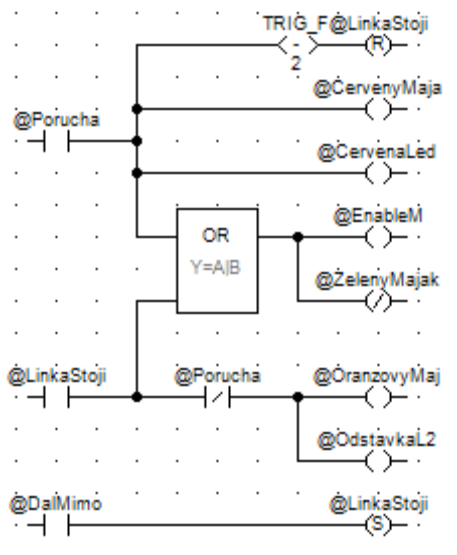 TRIG_F@LinkaStoji
-
2
R
@CervenyMaja
@Porucha
@CervenaLed
@EnableM
OR
Y=A|B
@ZelenyMajak
@LinkaStoji @Porucha @OranzovyMaj
@OdstavkaL2
@DalMimo @LinkaStoji
S